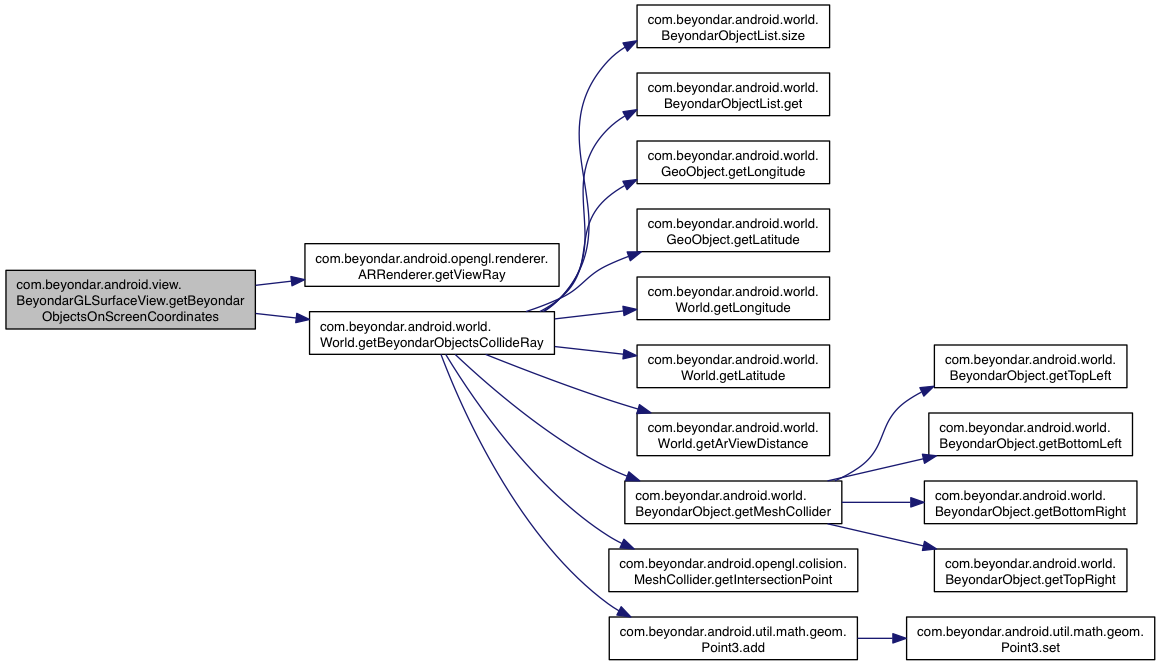 com.beyondar.android.view.
BeyondarGLSurfaceView.getBeyondar
ObjectsOnScreenCoordinates
com.beyondar.android.opengl.renderer.
ARRenderer.getViewRay
com.beyondar.android.world.
World.getBeyondarObjectsCollideRay
com.beyondar.android.world.
BeyondarObjectList.size
com.beyondar.android.world.
BeyondarObjectList.get
com.beyondar.android.world.
GeoObject.getLongitude
com.beyondar.android.world.
GeoObject.getLatitude
com.beyondar.android.world.
World.getLongitude
com.beyondar.android.world.
World.getLatitude
com.beyondar.android.world.
World.getArViewDistance
com.beyondar.android.world.
BeyondarObject.getMeshCollider
com.beyondar.android.opengl.colision.
MeshCollider.getIntersectionPoint
com.beyondar.android.util.math.geom.
Point3.add
com.beyondar.android.world.
BeyondarObject.getTopLeft
com.beyondar.android.world.
BeyondarObject.getBottomLeft
com.beyondar.android.world.
BeyondarObject.getBottomRight
com.beyondar.android.world.
BeyondarObject.getTopRight
com.beyondar.android.util.math.geom.
Point3.set